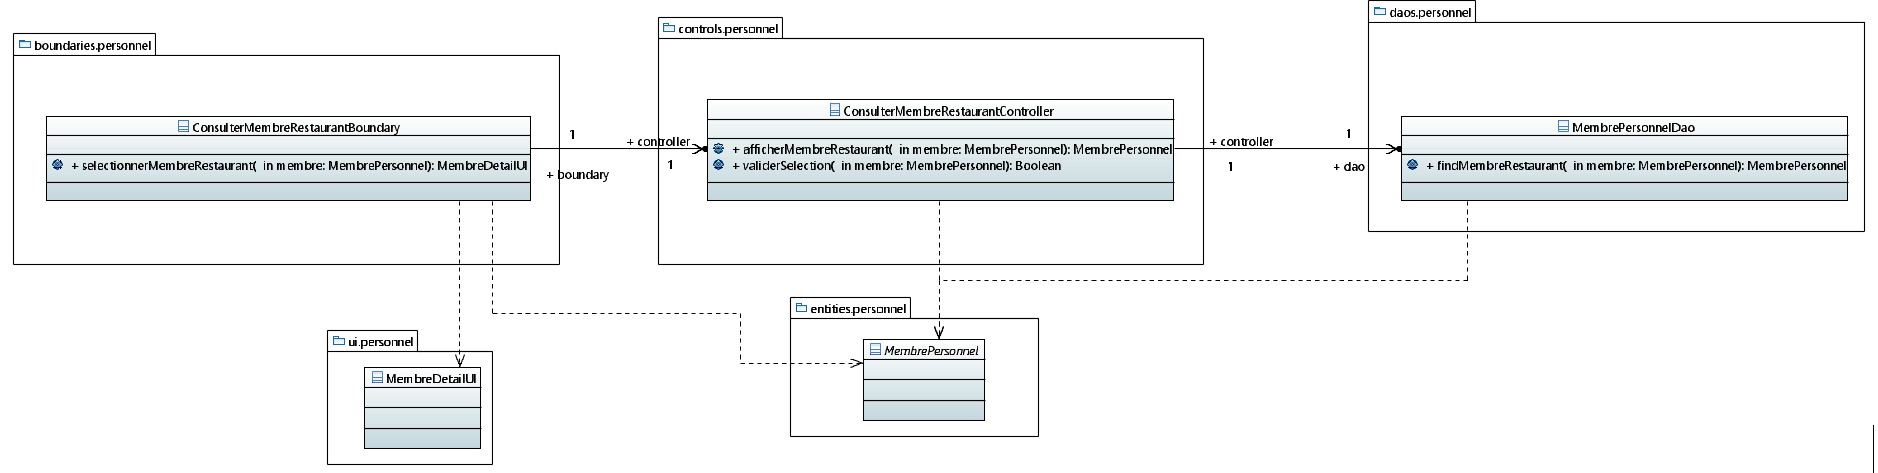 boundaries.personnel
ConsulterMembreRestaurantBoundary
+ selectionnerMembreRestaurant(  in membre: MembrePersonnel): MembreDetailUI
1
+ controller
+ boundary
1
controls.personnel
ConsulterMembreRestaurantController
+ afficherMembreRestaurant(  in membre: MembrePersonnel): MembrePersonnel
+ validerSelection(  in membre: MembrePersonnel): Boolean
+ controller
1
1
+ dao
daos.personnel
MembrePersonnelDao
+ findMembreRestaurant(  in membre: MembrePersonnel): MembrePersonnel
ui.personnel
MembreDetailUI
entities.personnel
MembrePersonnel